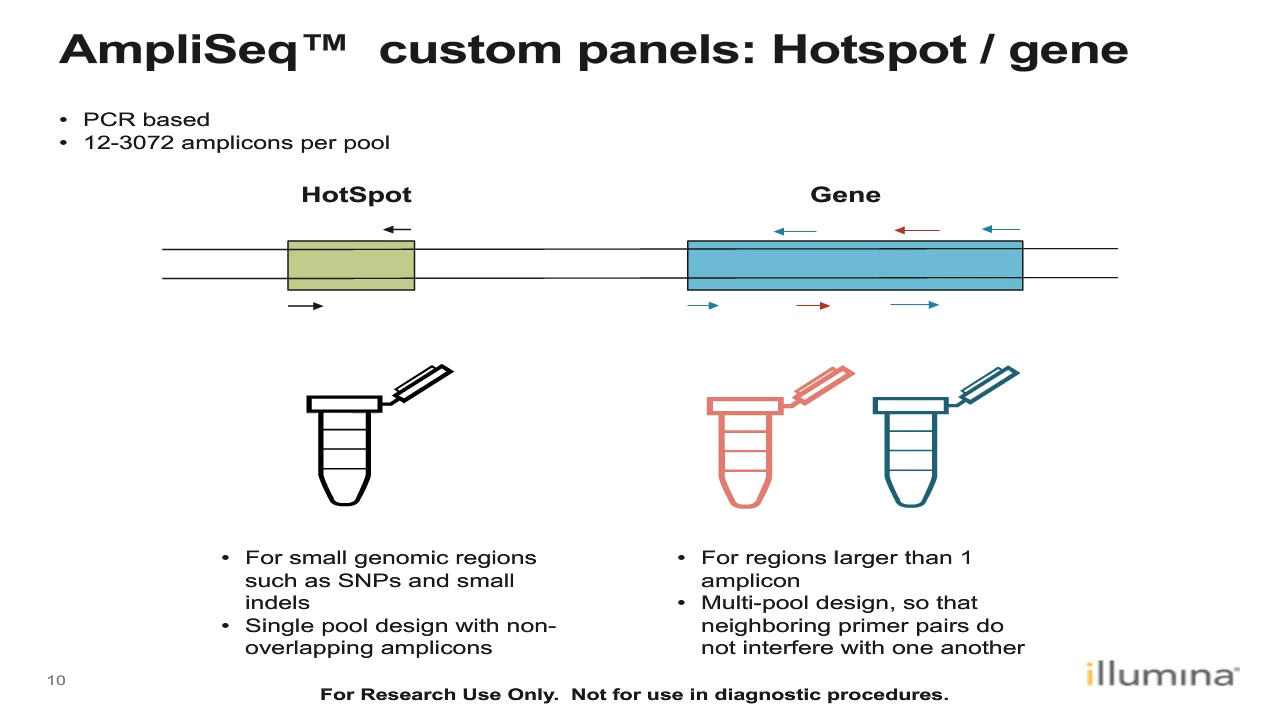 AmpliSeq™ custom panels: Hotspot / gene
• PCR based
• 12-3072 amplicons per pool
HotSpot
Gene
• For small genomic regions
such as SNPs and small
indels
• Single pool design with non-
overlapping amplicons
• For regions larger than 1
amplicon
• Multi-pool design, so that
neighboring primer pairs do
not interfere with one another
illumina®
10
For Research Use Only. Not for use in diagnostic procedures.